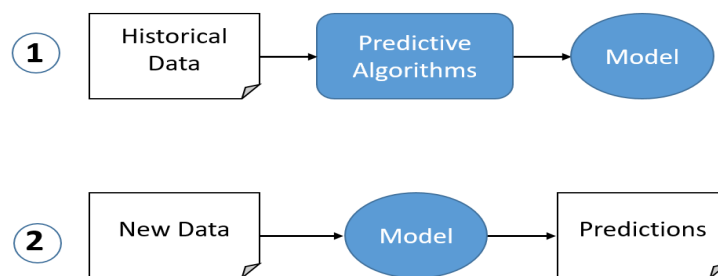 1
Historical
Data
Predictive
Algorithms
Model
2
New Data
Model
Predictions